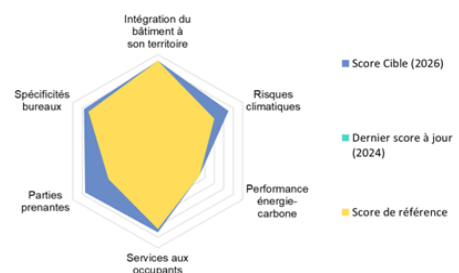 Intégration du
bâtiment à
son territoire
Spécificités
bureaux
Risques
climatiques
Parties
prenantes
Performance
énergie-
carbone
Services aux
occupants
Score Cible (2026)
Dernier score à jour
(2024)
Score de référence